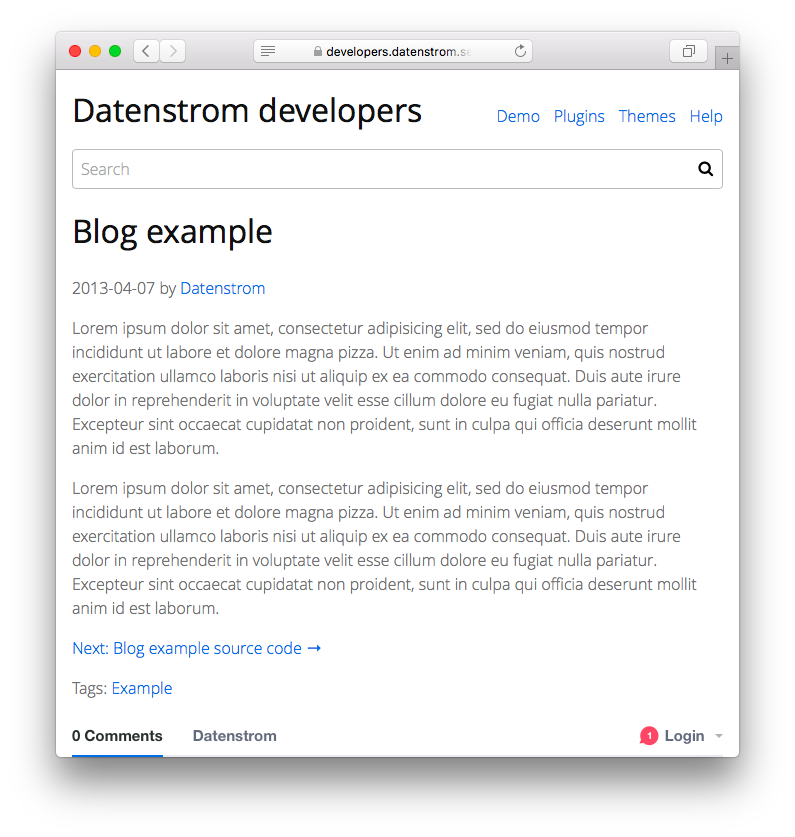 developers.datenstrom.se
Datenstrom developers
Demo Plugins Themes Help
Search
Blog example
2013-04-07 by Datenstrom
Lorem ipsum dolor sit amet, consectetur adipisicing elit, sed do eiusmod tempor
incididunt ut labore et dolore magna pizza. Ut enim ad minim veniam, quis nostrud
exercitation ullamco laboris nisi ut aliquip ex ea commodo consequat. Duis aute irure
dolor in reprehenderit in voluptate velit esse cillum dolore eu fugiat nulla pariatur.
Excepteur sint occaecat cupidatat non proident, sunt in culpa qui officia deserunt mollit
anim id est laborum.
Lorem ipsum dolor sit amet, consectetur adipisicing elit, sed do eiusmod tempor
incididunt ut labore et dolore magna pizza. Ut enim ad minim veniam, quis nostrud
exercitation ullamco laboris nisi ut aliquip ex ea commodo consequat. Duis aute irure
dolor in reprehenderit in voluptate velit esse cillum dolore eu fugiat nulla pariatur.
Excepteur sint occaecat cupidatat non proident, sunt in culpa qui officia deserunt mollit
anim id est laborum.
Next: Blog example source code →
Tags: Example
0 Comments Datenstrom 1 Login